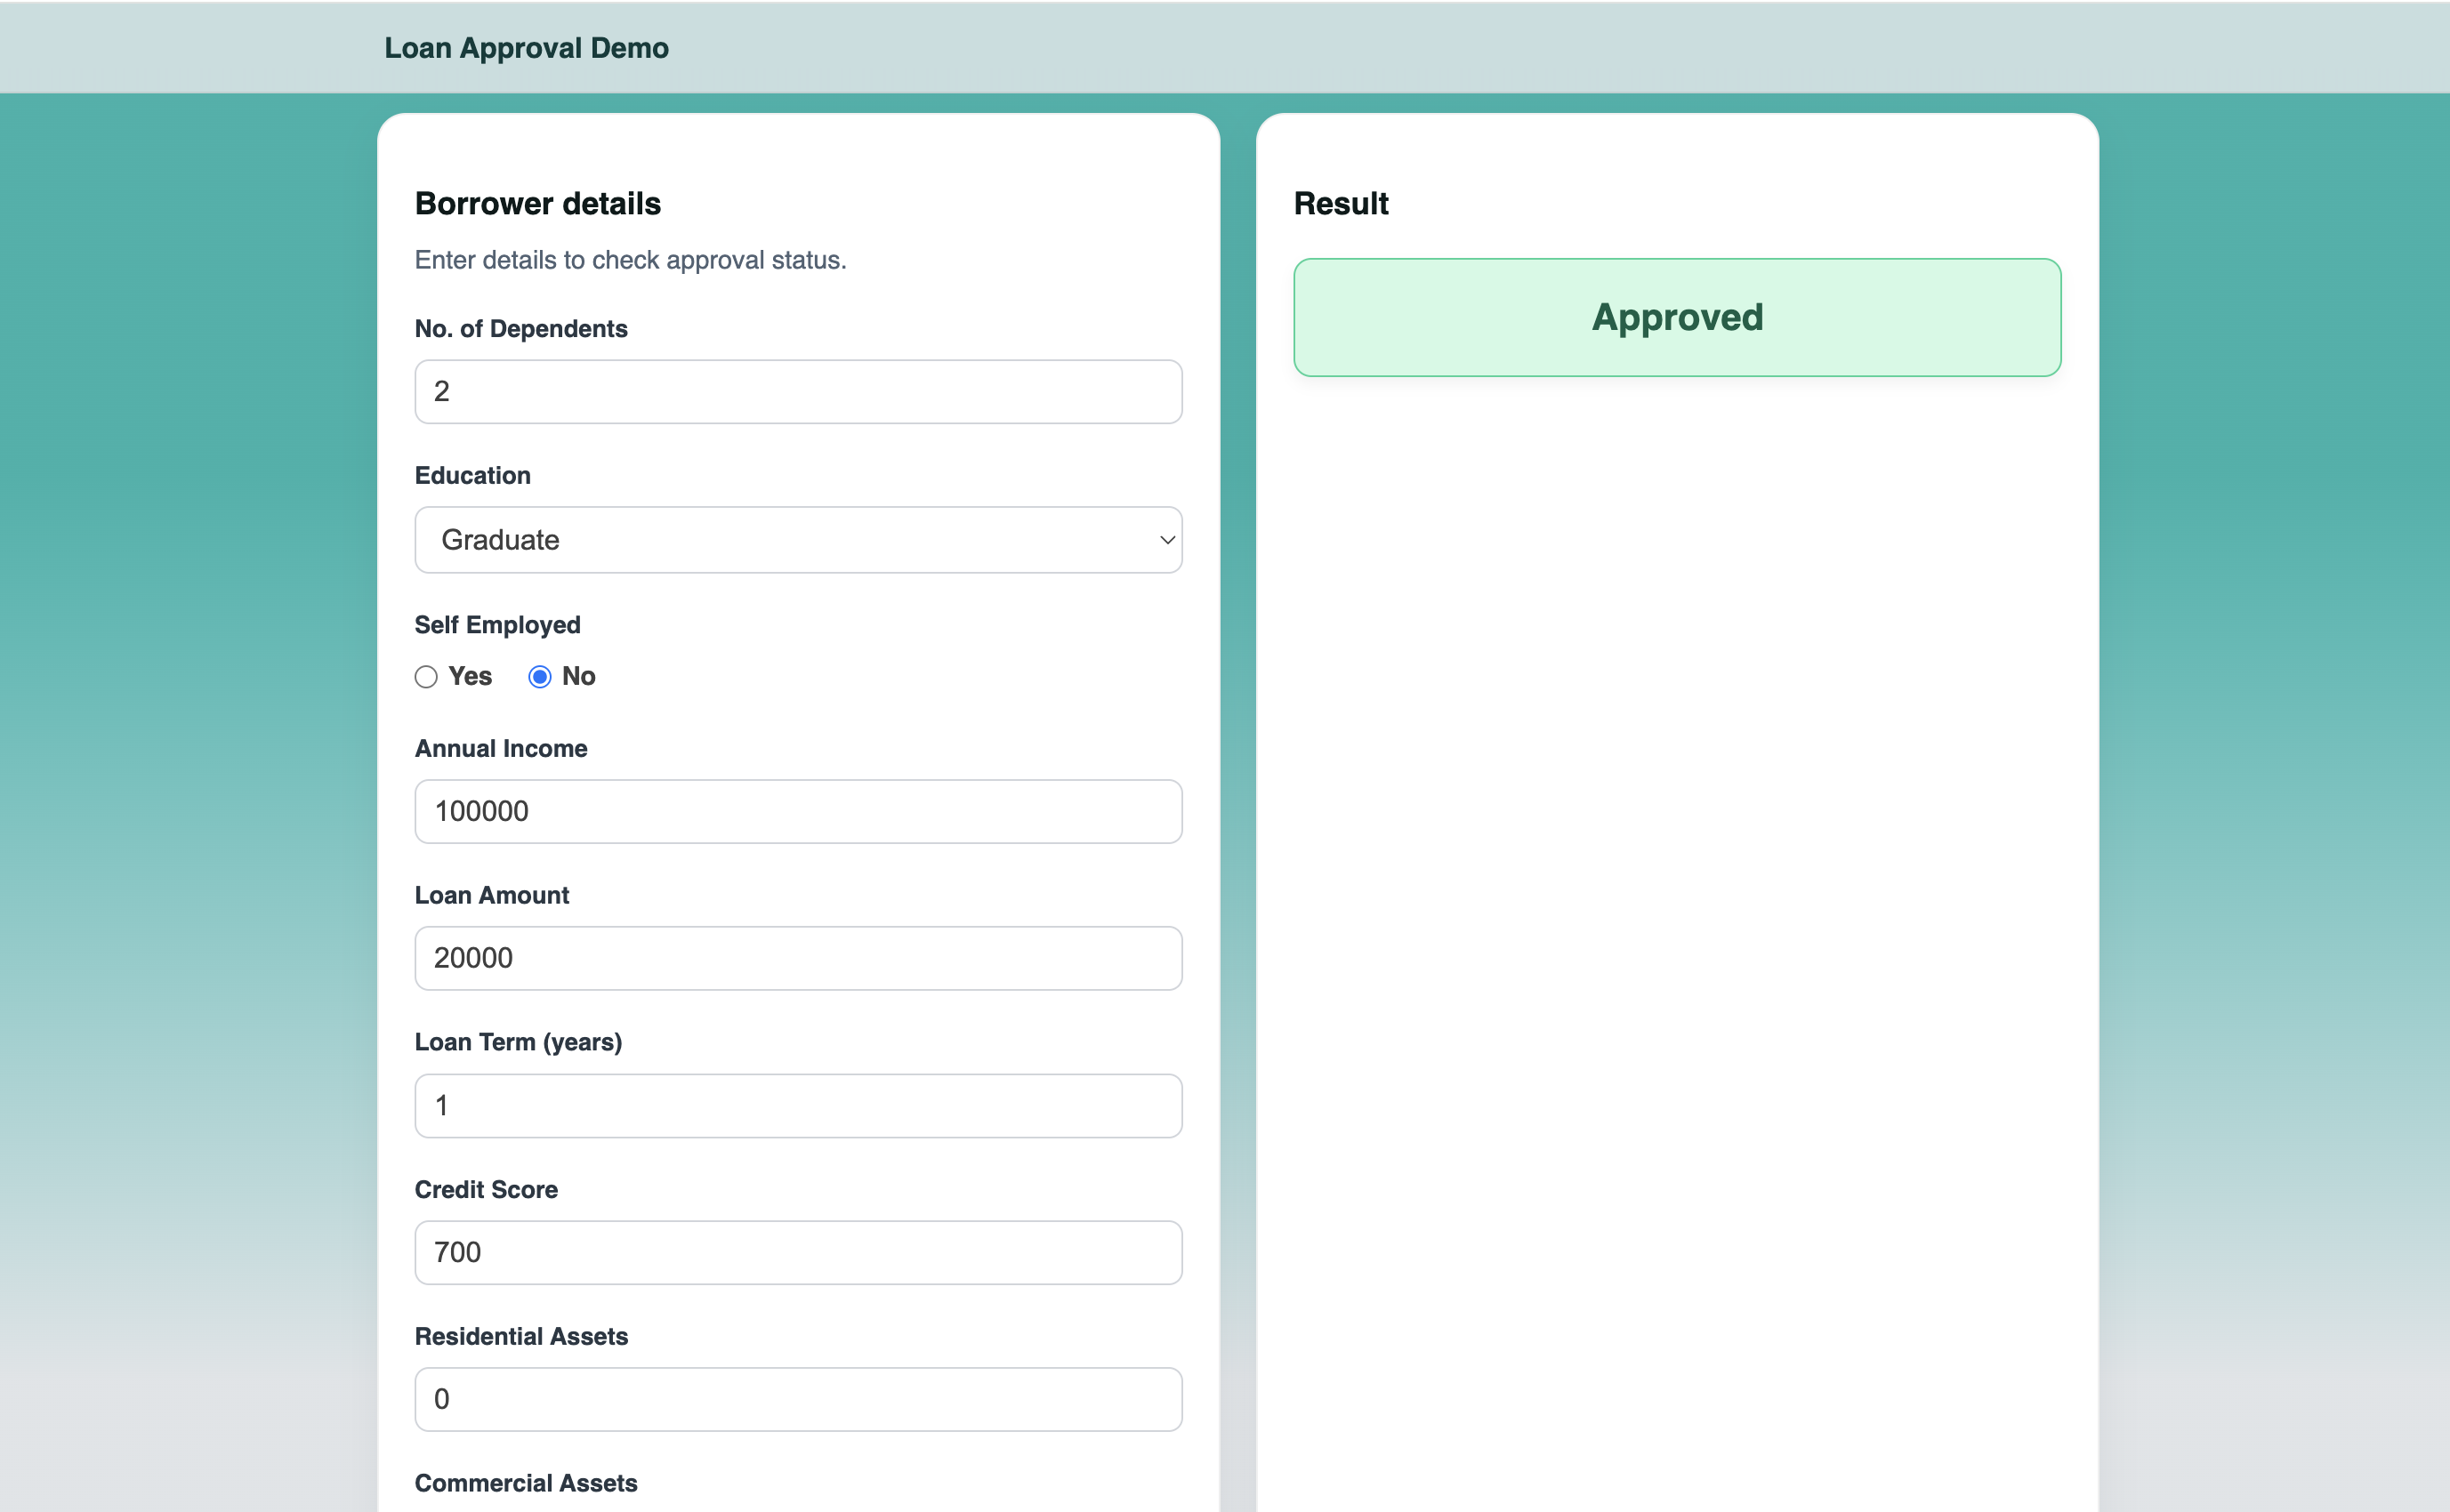 Loan Approval Demo
Borrower details
Enter details to check approval status.
No. of Dependents
2
Education
Graduate
Self Employed
Yes No
Annual Income
100000
Loan Amount
20000
Loan Term (years)
1
Credit Score
700
Residential Assets
0
Commercial Assets
Result
Approved